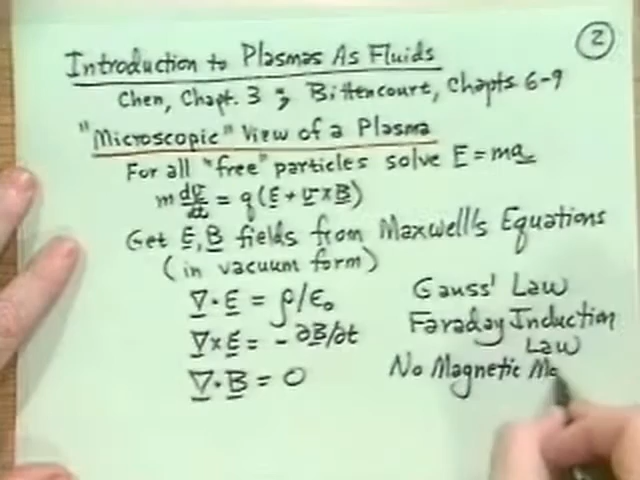 2
Introduction to Plasmas As Fluids
Chen, Chapt. 3 ; Bittencourt, Chapts 6-9
"Microscopic" View of a Plasma
For all "free" particles solve F = ma
m dv/dt = q(E + v × B)
Get E, B fields from Maxwell's Equations
(in vacuum form)
∇·E = ρ/ε₀ Gauss' Law
∇×E = -∂B/∂t Faraday Induction Law
∇·B = 0 No Magnetic Mo